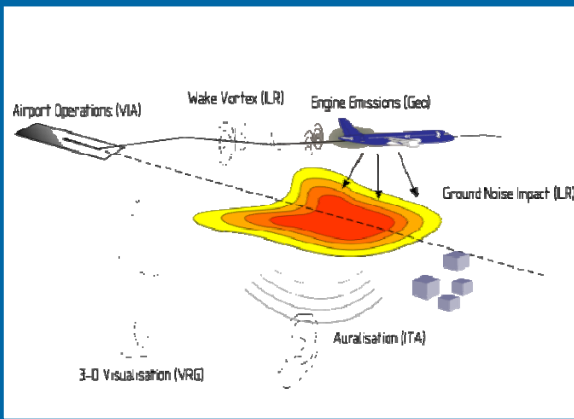 Wake Vortex (ILR)
Engine Emissions (Geo)
Airport Operations (VIA)
Ground Noise Impact (ILR)
Auralisation (ITA)
3-D Visualisation (VRG)